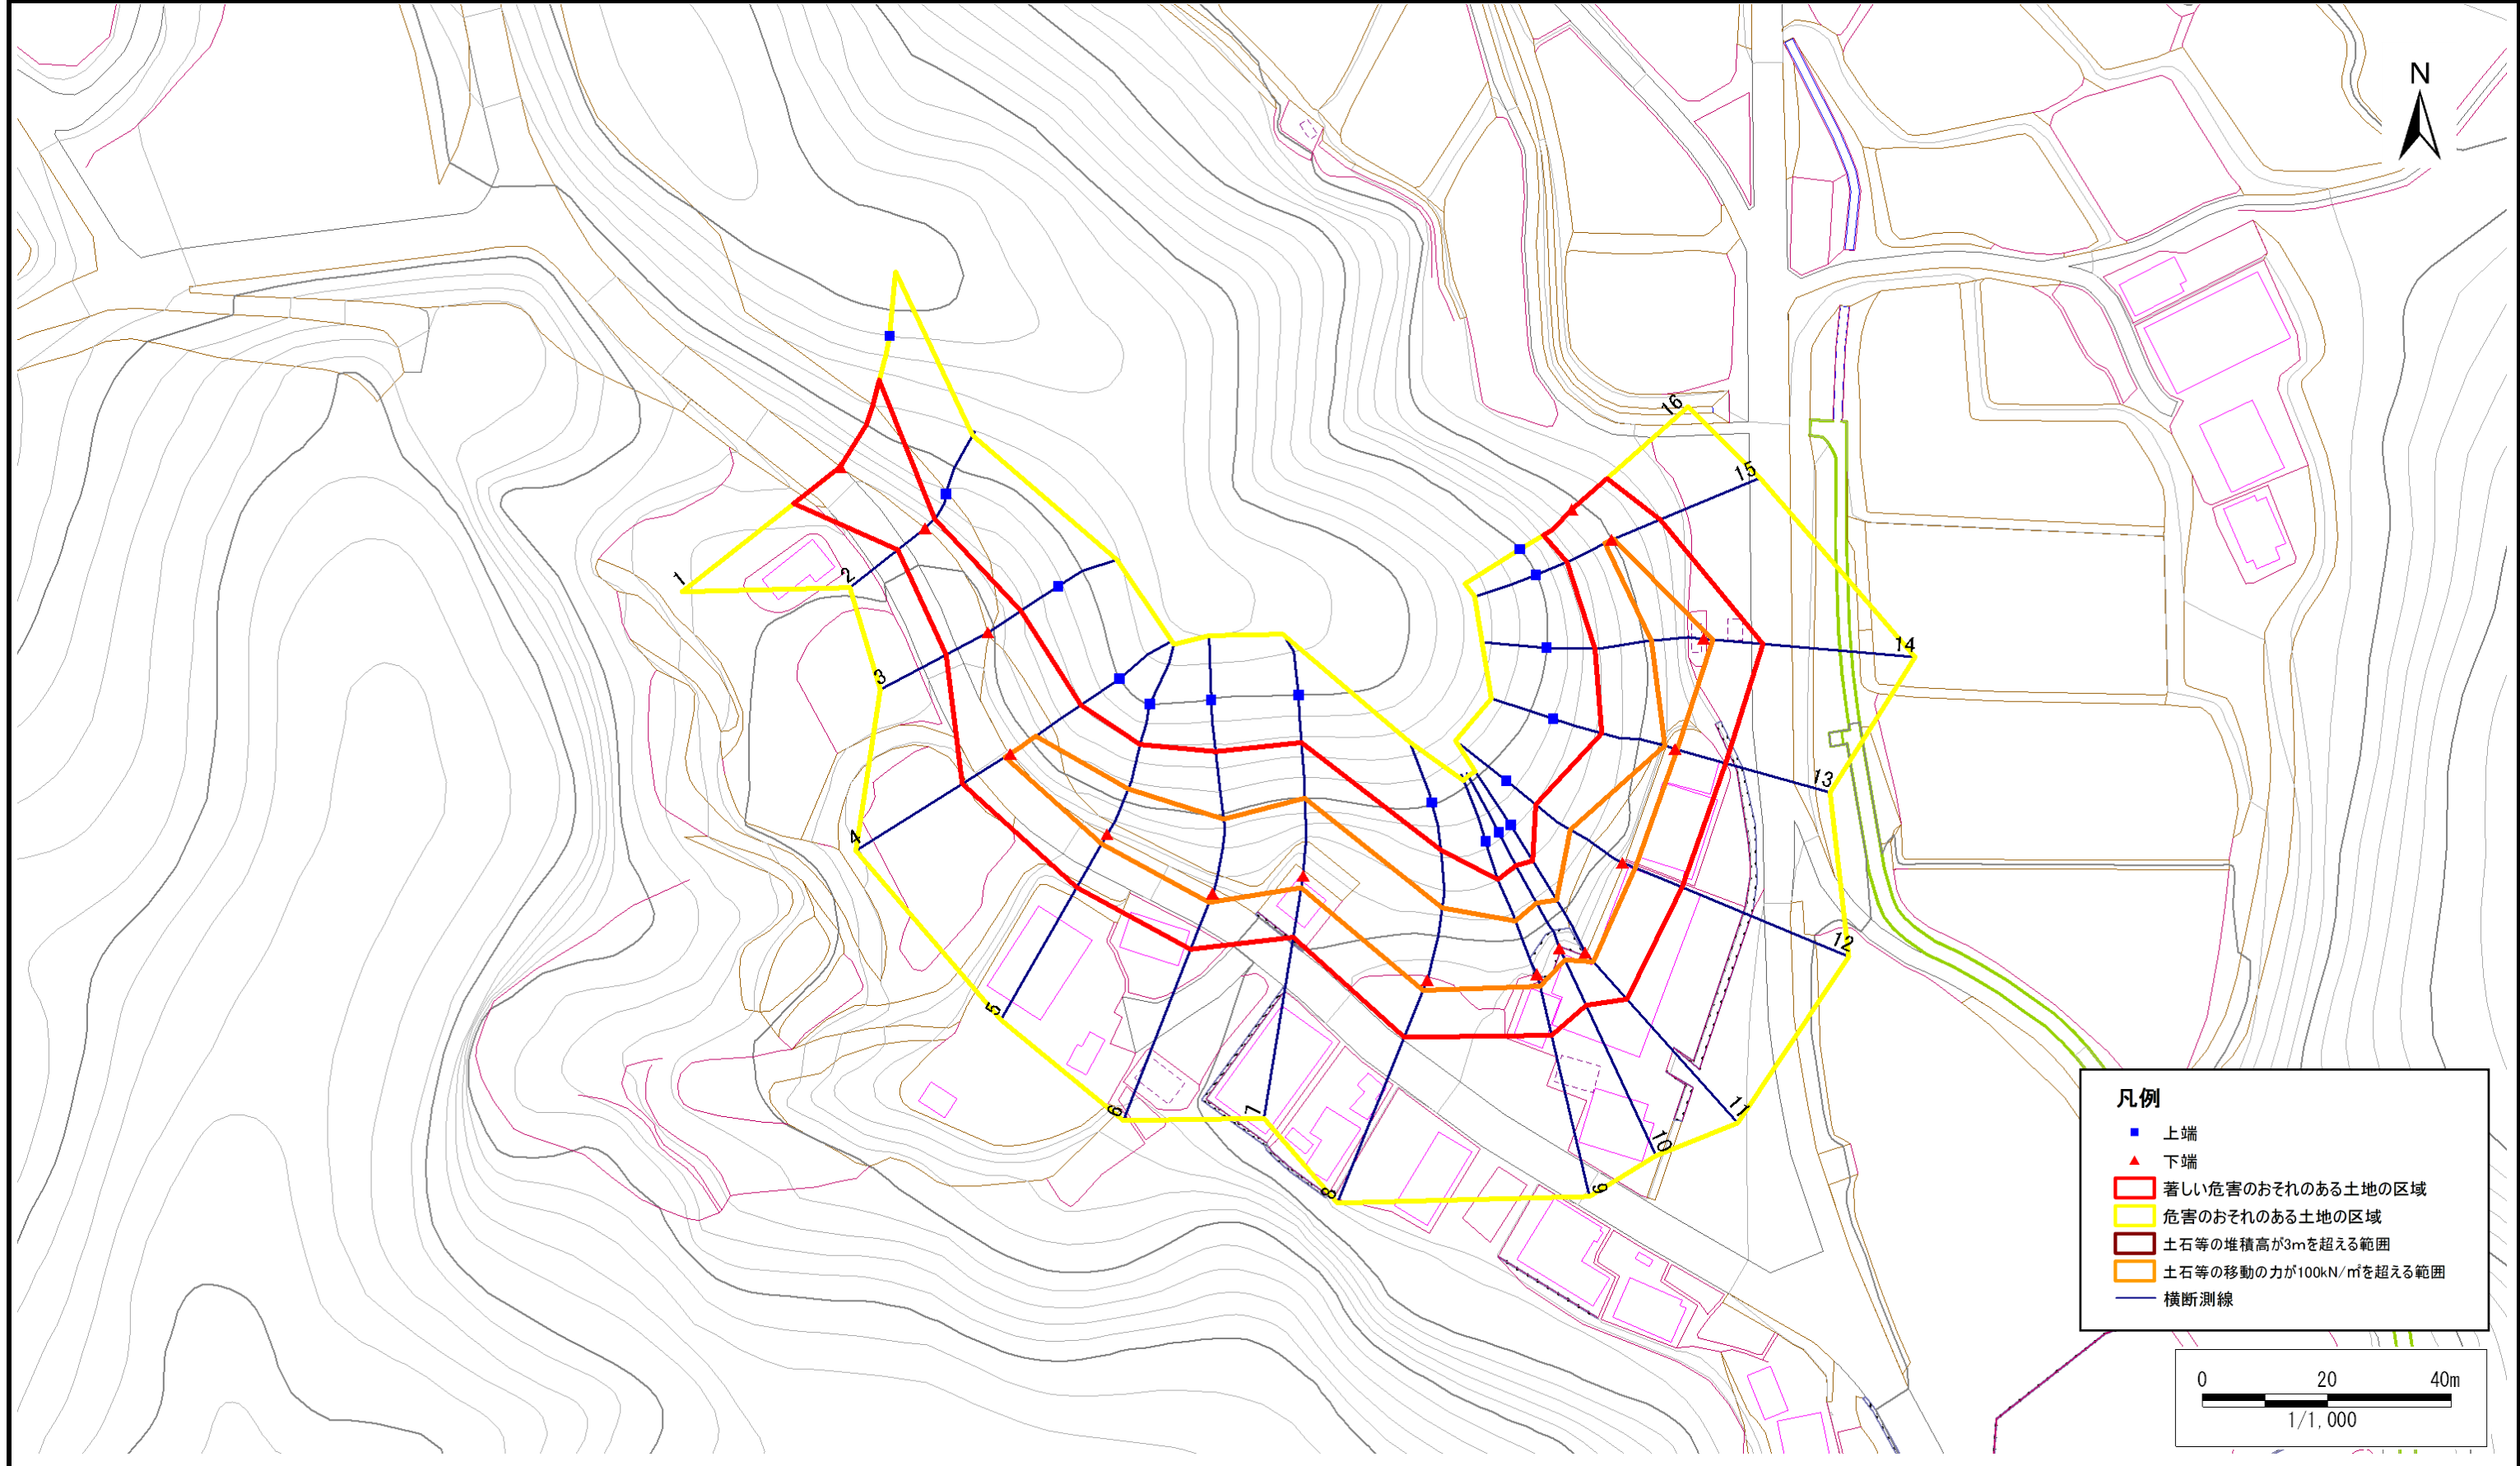 N
16
15
1
2
14
3
13
4
12
5
6
7
11
10
8
9
凡例
上端
下端
著しい危害のおそれのある土地の区域
危害のおそれのある土地の区域
土石等の堆積高が3mを超える範囲
土石等の移動の力が100kN/㎡を超える範囲
横断測線
0 20 40m
1/1,000